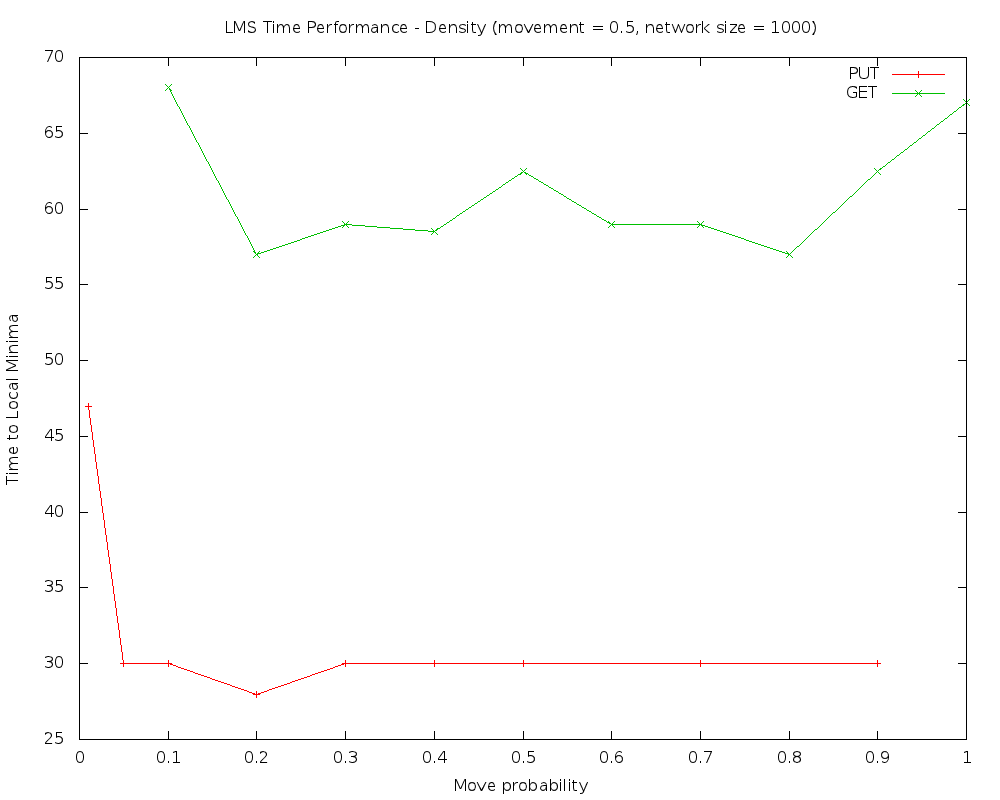 LMS Time Performance - Density (movement = 0.5, network size = 1000)
70
65
60
55
50
45
40
35
30
25
Time to Local Minima
PUT
GET
0 0.1 0.2 0.3 0.4 0.5 0.6 0.7 0.8 0.9 1
Move probability